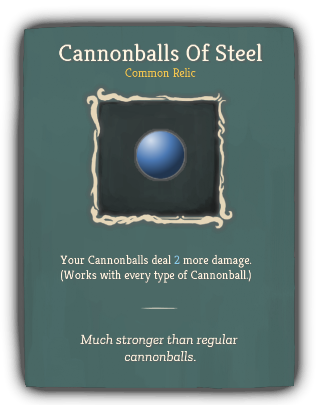 Cannonballs Of Steel
Common Relic
Your Cannonballs deal 2 more damage.
(Works with every type of Cannonball.)
Much stronger than regular
cannonballs.